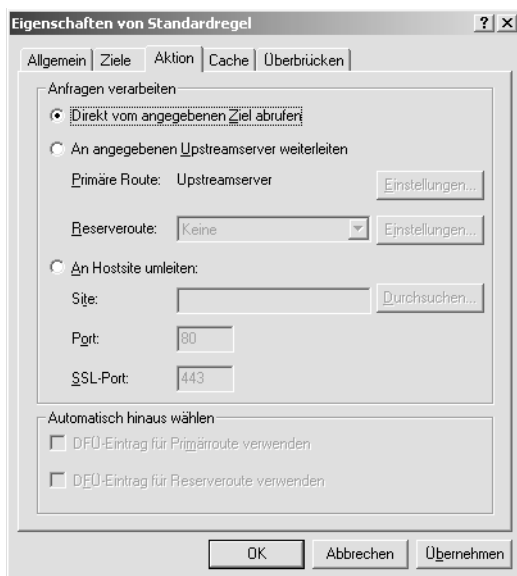 Eigenschaften von Standardregel
Allgemein Ziele Aktion Cache Überbrücken
Anfragen verarbeiten
Direkt vom angegebenen Ziel abrufen
An angegebenen Upstreamserver weiterleiten
Primäre Route: Upstreamserver Einstellungen...
Reserveroute: Keine Einstellungen...
An Hostsite umleiten:
Site: Durchsuchen...
Port: 80
SSL-Port: 443
Automatisch hinaus wählen
DFÜ-Eintrag für Primärroute verwenden
DFÜ-Eintrag für Reserveroute verwenden
OK Abbrechen Übernehmen